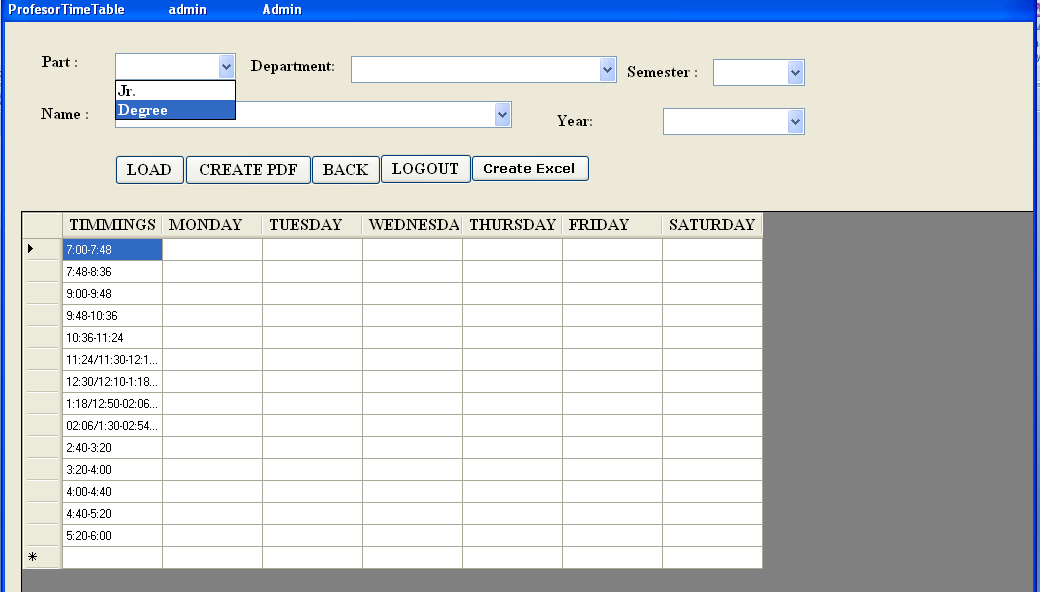 ProfesorTimeTable admin Admin
Part : Department: Semester :
Jr.
Degree
Name : Year:
LOAD CREATE PDF BACK LOGOUT Create Excel
TIMMINGS MONDAY TUESDAY WEDNESDA THURSDAY FRIDAY SATURDAY
7:00-7:48
7:48-8:36
9:00-9:48
9:48-10:36
10:36-11:24
11:24/11:30-12:1...
12:30/12:10-1:18...
1:18/12:50-02:06...
02:06/1:30-02:54...
2:40-3:20
3:20-4:00
4:00-4:40
4:40-5:20
5:20-6:00